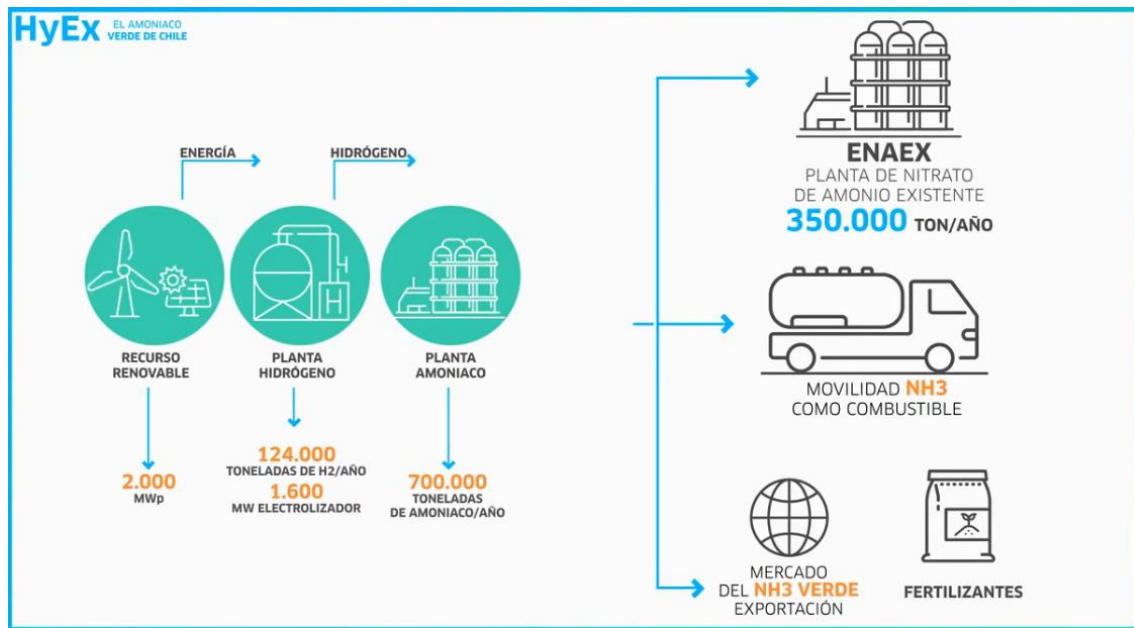 HyEx
EL AMONIACO
VERDE DE CHILE
ENERGÍA
HIDRÓGENO
RECURSO
RENOVABLE
2.000
MWp
H
PLANTA
HIDRÓGENO
124.000
TONELADAS DE H2/AÑO
1.600
MW ELECTROLIZADOR
PLANTA
AMONIACO
700.000
TONELADAS
DE AMONIACO/AÑO
ENAEX
PLANTA DE NITRATO
DE AMONIO EXISTENTE
350.000 TON/AÑO
MOVILIDAD NH3
COMO COMBUSTIBLE
MERCADO
DEL NH3 VERDE
EXPORTACIÓN
FERTILIZANTES